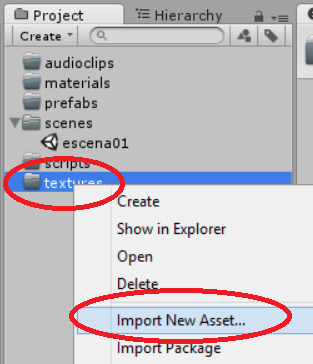 Project
Hierarchy
Create
audioclips
materials
prefabs
scenes
escena01
scripts
textures
Create
Show in Explorer
Open
Delete
Import New Asset...
Import Package